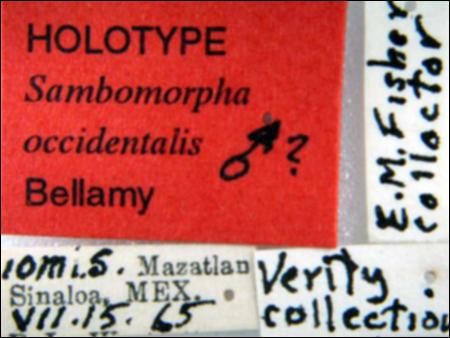 HOLOTYPE
Sambomorpha
occidentalis ♂?
Bellamy
E.M.Fisher
collector
10mi.S. Mazatlan
Sinaloa, MEX.
VII.15.65
Verity
collection